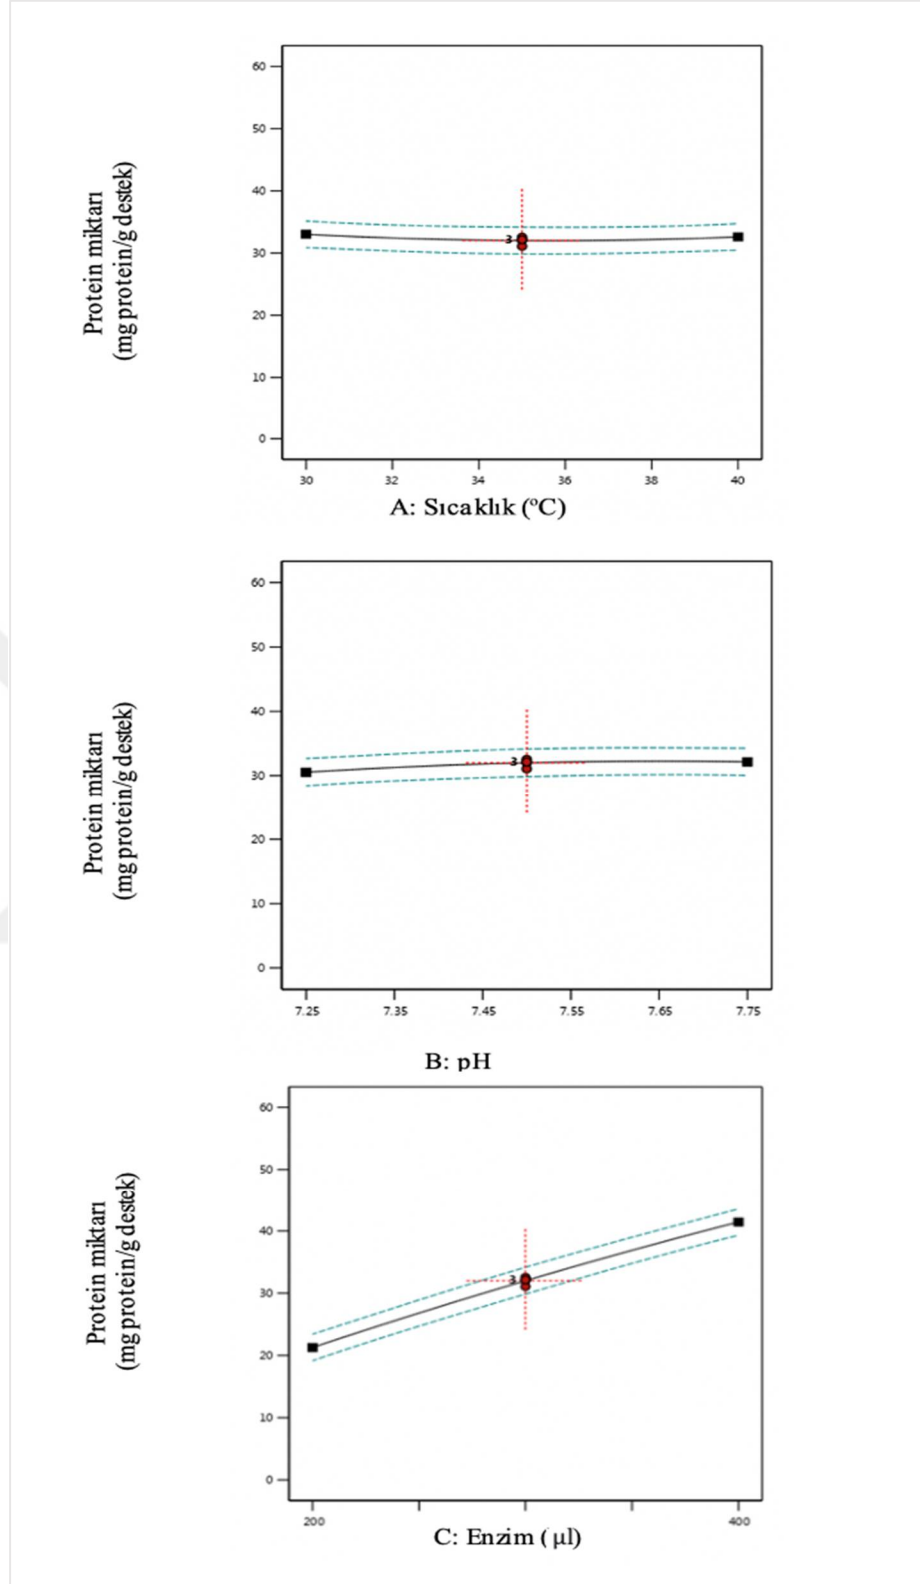 Protein miktarı
(mg protein/g destek)
60
50
40
30
20
10
0
3
30 32 34 36 38 40
A: Sıcaklık (ºC)
Protein miktarı
(mg protein/g destek)
60
50
40
30
20
10
0
3
7.25 7.35 7.45 7.55 7.65 7.75
B: pH
Protein miktarı
(mg protein/g destek)
60
50
40
30
20
10
0
3
200 400
C: Enzim ( µl)